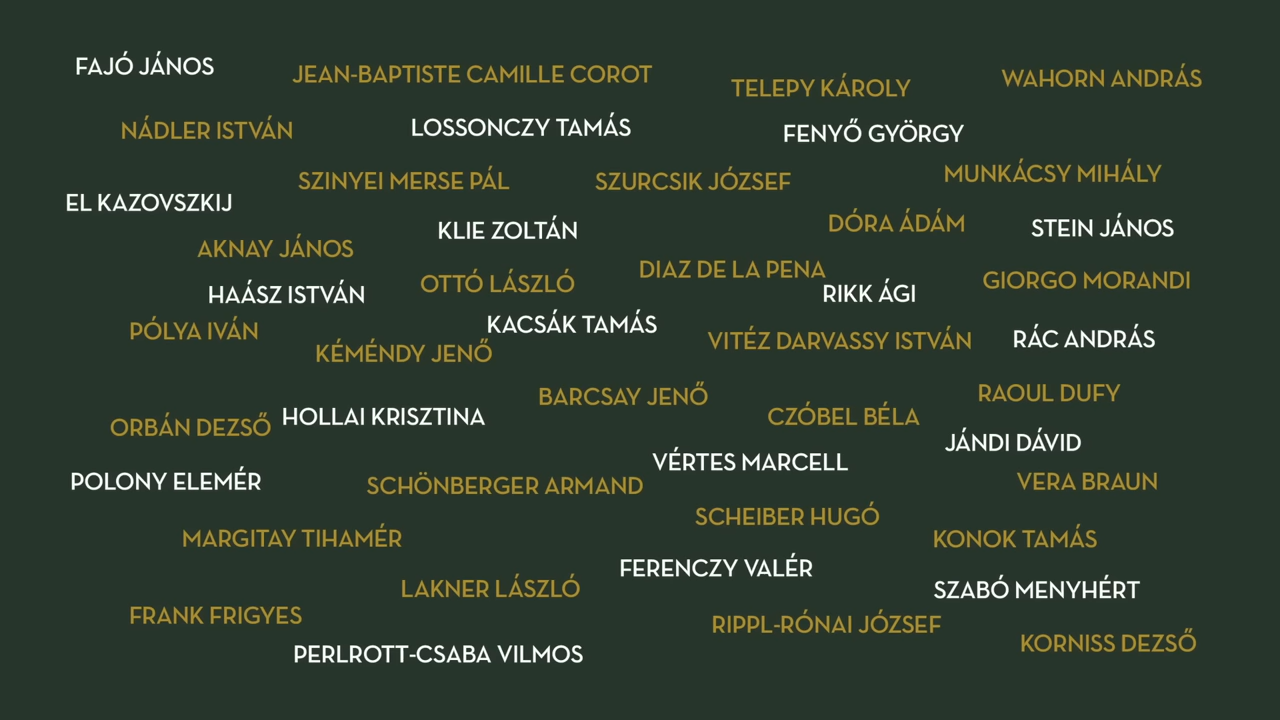 FAJÓ JÁNOS
JEAN-BAPTISTE CAMILLE COROT
TELEPY KÁROLY
WAHORN ANDRÁS
NÁDLER ISTVÁN
LOSSONCZY TAMÁS
FENYŐ GYÖRGY
SZINYEI MERSE PÁL
SZURCSIK JÓZSEF
MUNKÁCSY MIHÁLY
EL KAZOVSZKIJ
KLIE ZOLTÁN
DÓRA ÁDÁM
STEIN JÁNOS
AKNAY JÁNOS
OTTÓ LÁSZLÓ
DIAZ DE LA PENA
GIORGO MORANDI
HAÁSZ ISTVÁN
RIKK ÁGI
PÓLYA IVÁN
KACSÁK TAMÁS
VITÉZ DARVASSY ISTVÁN
RÁC ANDRÁS
KÉMÉNDY JENŐ
BARCSAY JENŐ
RAOUL DUFY
ORBÁN DEZSŐ
HOLLAI KRISZTINA
CZÓBEL BÉLA
JÁNDI DÁVID
VÉRTES MARCELL
POLONY ELEMÉR
SCHÖNBERGER ARMAND
VERA BRAUN
SCHEIBER HUGÓ
MARGITAY TIHAMÉR
KONOK TAMÁS
FERENCZY VALÉR
LAKNER LÁSZLÓ
SZABÓ MENYHÉRT
FRANK FRIGYES
RIPPL-RÓNAI JÓZSEF
KORNISS DEZSŐ
PERLROTT-CSABA VILMOS